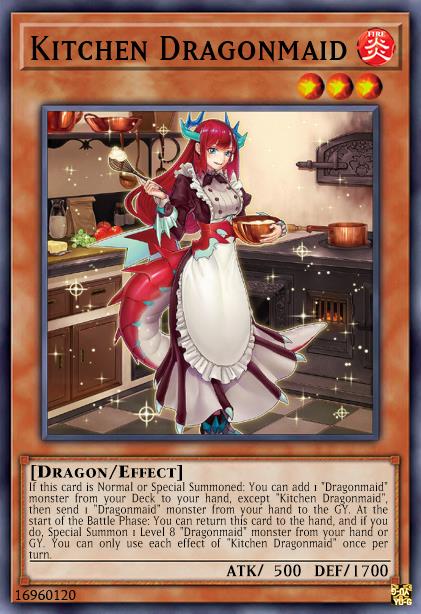 Kitchen Dragonmaid
FIRE
炎
[Dragon/Effect]
If this card is Normal or Special Summoned: You can add 1 "Dragonmaid"
monster from your Deck to your hand, except "Kitchen Dragonmaid",
then send 1 "Dragonmaid" monster from your hand to the GY. At the
start of the Battle Phase: You can return this card to the hand, and if you
do, Special Summon 1 Level 8 "Dragonmaid" monster from your hand or
GY. You can only use each effect of "Kitchen Dragonmaid" once per
turn.
ATK/ 500 DEF/1700
16960120